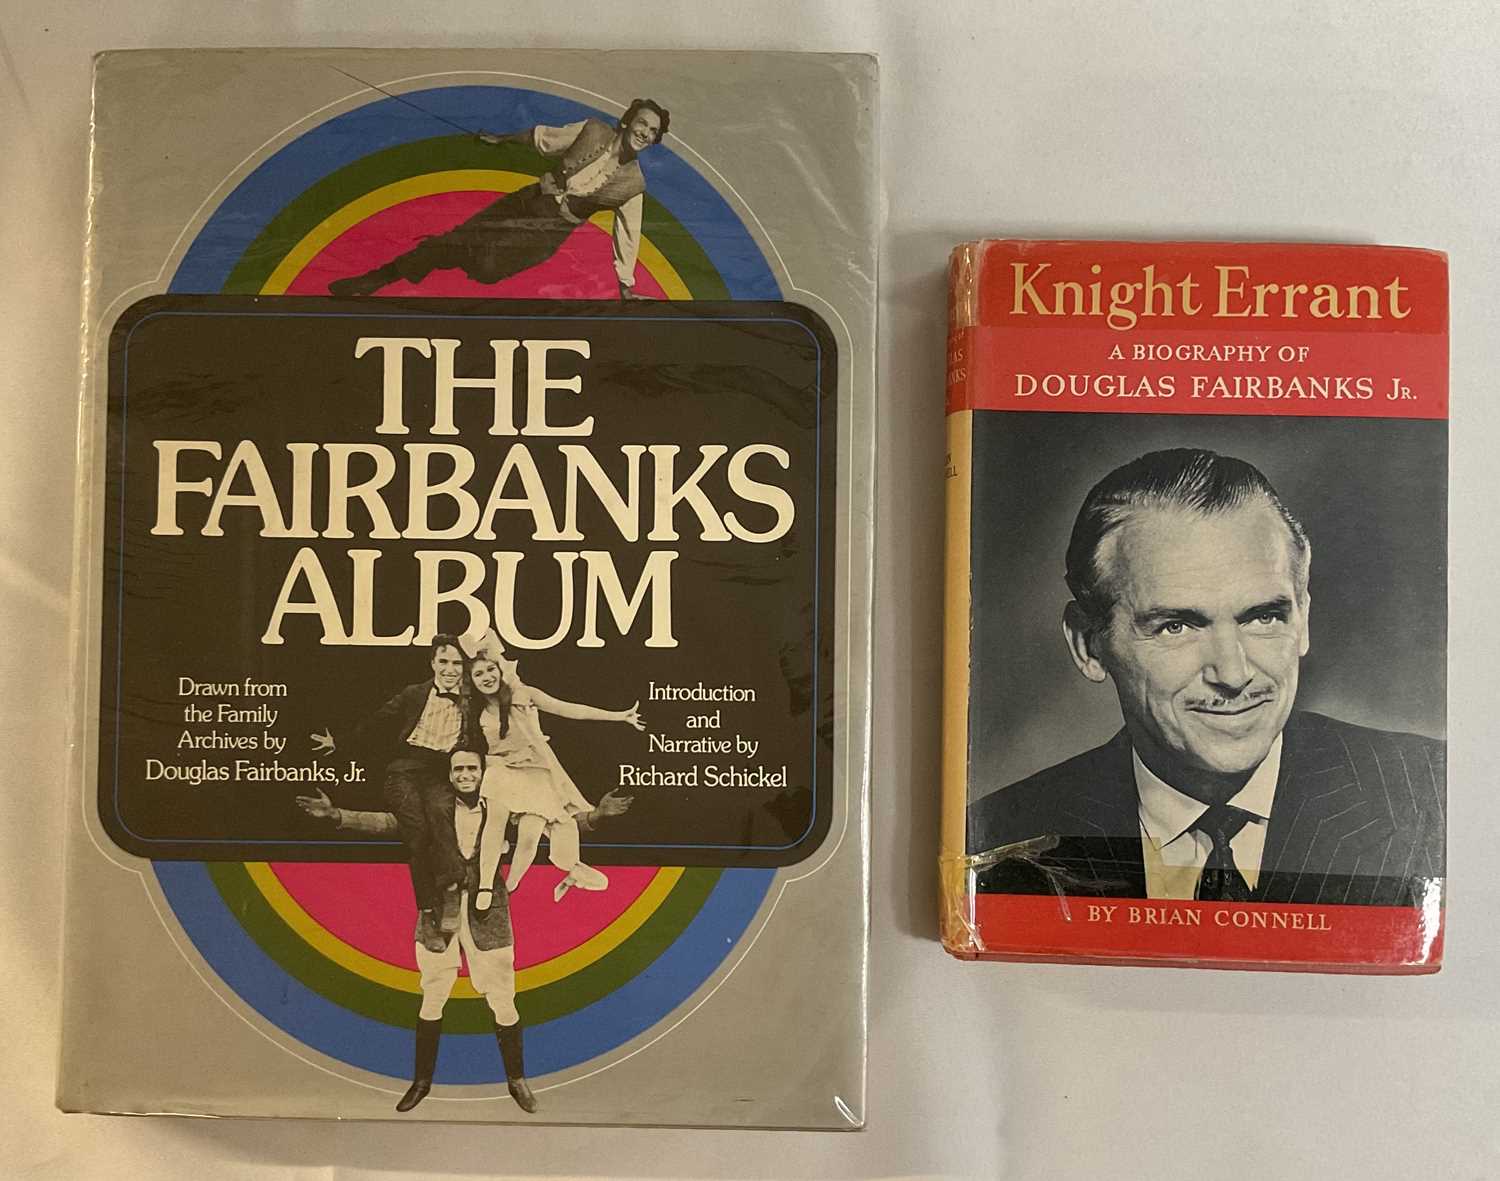 THE
FAIRBANKS
ALBUM
Drawn from
the Family
Archives by
Douglas Fairbanks, Jr.
Introduction
and
Narrative by
Richard Schickel
Knight Errant
A BIOGRAPHY OF
DOUGLAS FAIRBANKS JR.
BY BRIAN CONNELL